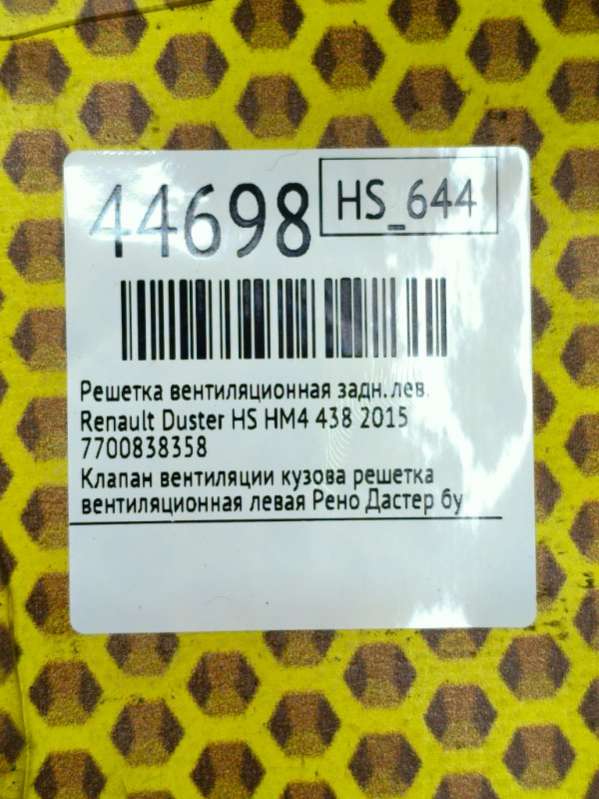 44698
HS_644
Решетка вентиляционная задн.лев.
Renault Duster HS HM4 438 2015
7700838358
Клапан вентиляции кузова решетка
вентиляционная левая Рено Дастер бу